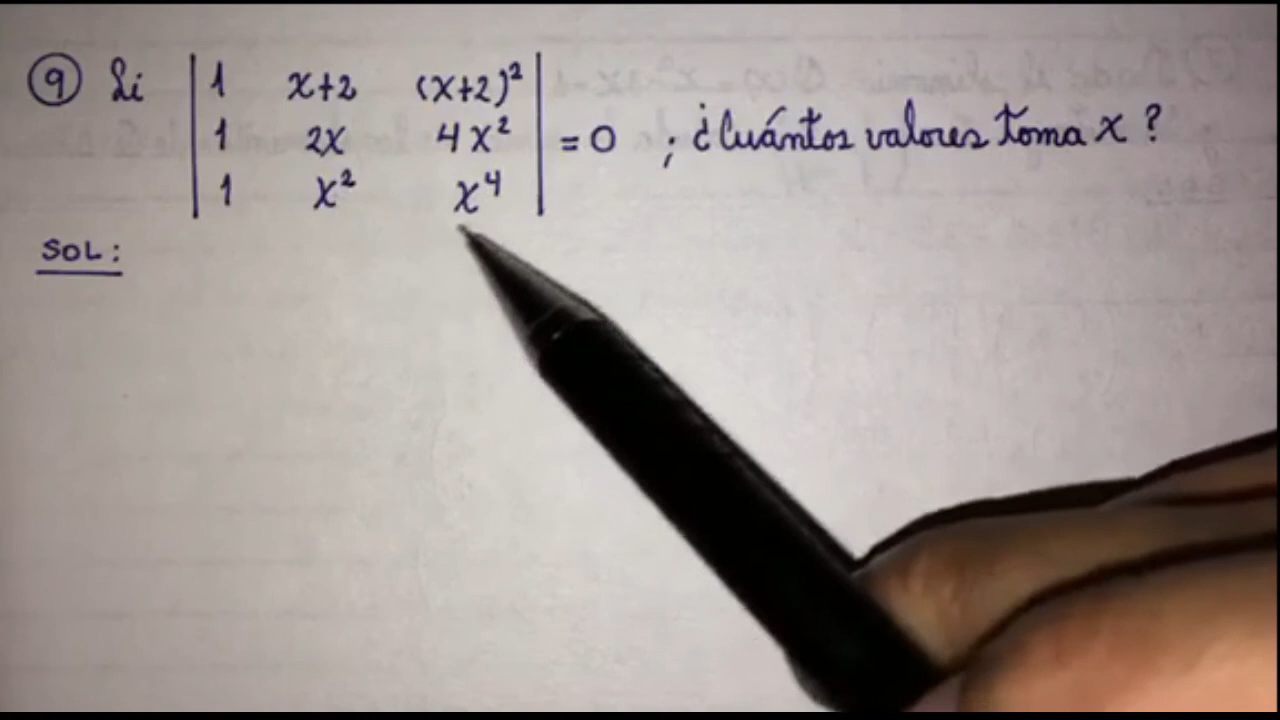 9 Si | 1 x+2 (x+2)² |
| 1 2x 4x² | = 0 ; ¿Cuántos valores toma x ?
| 1 x² x⁴ |
SOL :